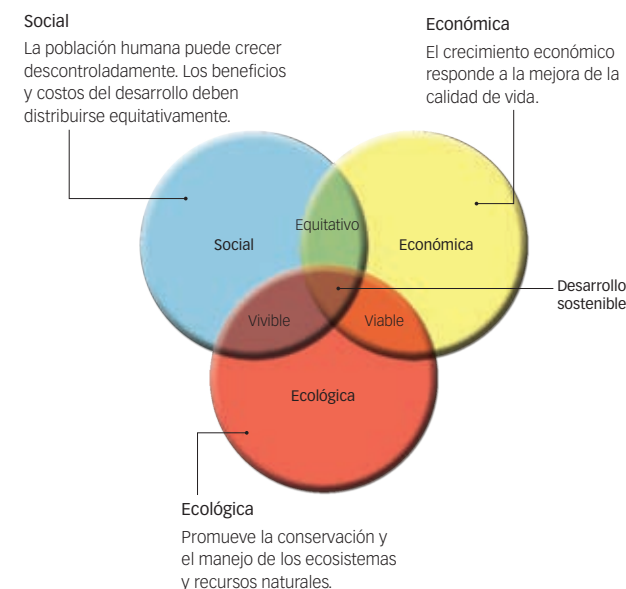 Social
La población humana puede crecer
descontroladamente. Los beneficios
y costos del desarrollo deben
distribuirse equitativamente.
Económica
El crecimiento económico
responde a la mejora de la
calidad de vida.
Equitativo
Social
Económica
Desarrollo
sostenible
Vivible
Viable
Ecológica
Ecológica
Promueve la conservación y
el manejo de los ecosistemas
y recursos naturales.